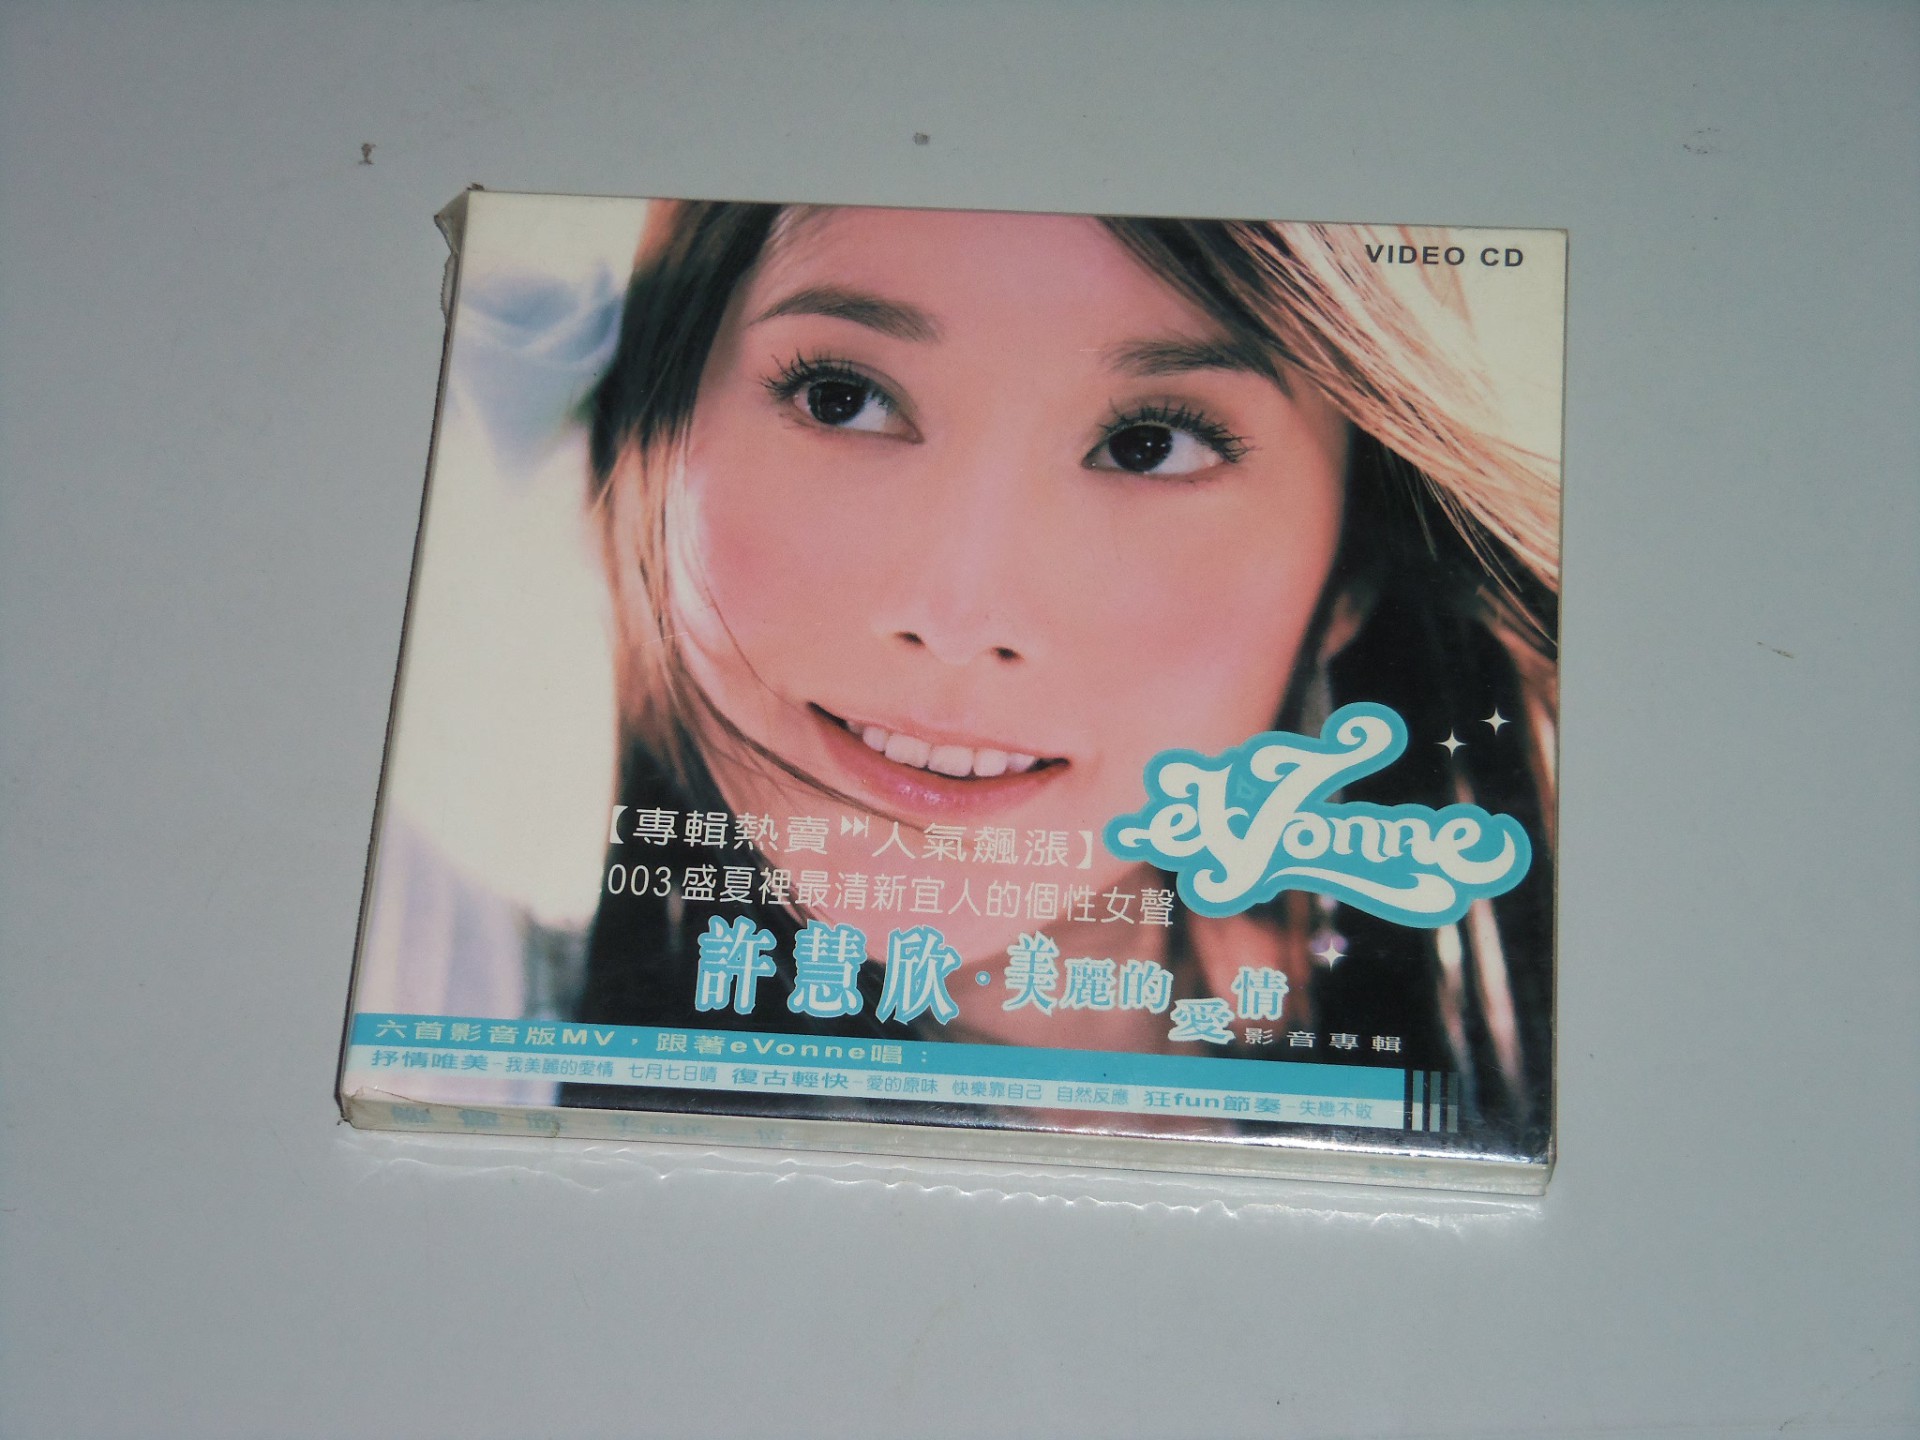 VIDEO CD
eVonne
【專輯熱賣 人氣飆漲】
003盛夏裡最清新宜人的個性女聲
許慧欣・美麗的愛情 影音專輯
六首影音版MV，跟著eVonne唱：
抒情唯美-我美麗的愛情 七月七日晴 復古輕快-愛的原味 快樂靠自己 自然反應 狂fun節奏-失戀不敗